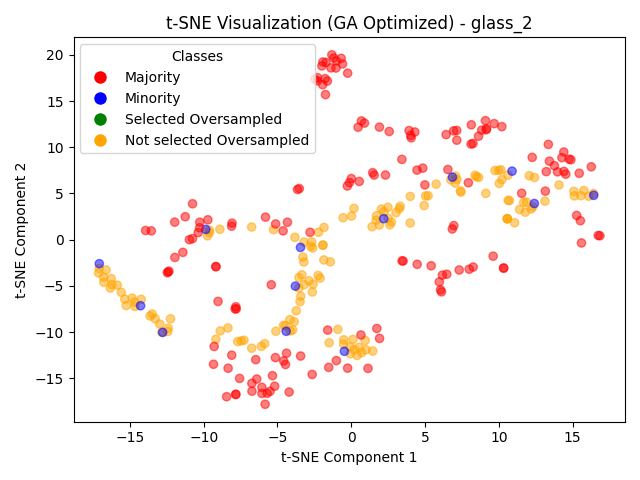 t-SNE Visualization (GA Optimized) - glass_2
Classes
Majority
Minority
Selected Oversampled
Not selected Oversampled
t-SNE Component 2
20
15
10
5
0
−5
−10
−15
−15
−10
−5
0
5
10
15
t-SNE Component 1